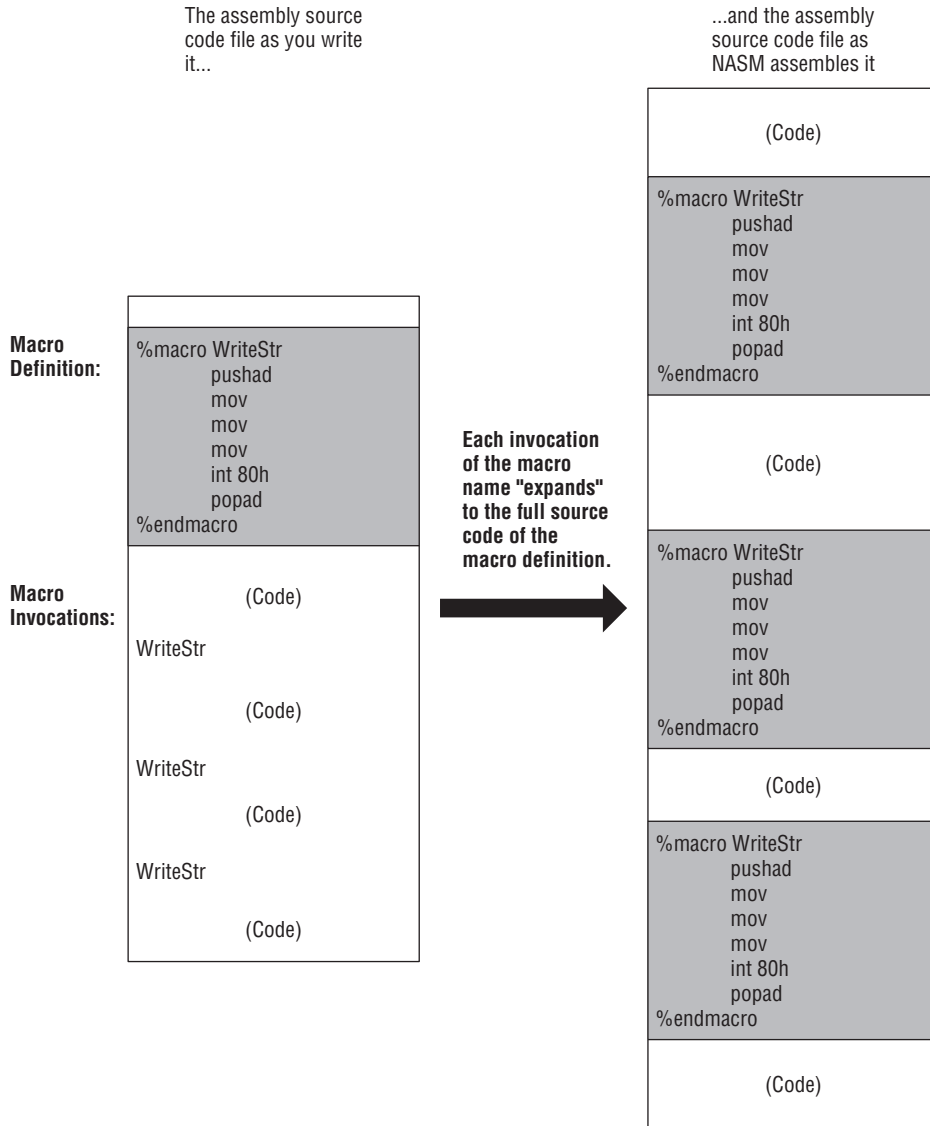 The assembly source
code file as you write
it...
...and the assembly
source code file as
NASM assembles it
Macro
Definition:
%macro WriteStr
pushad
mov
mov
mov
int 80h
popad
%endmacro
Macro
Invocations:
(Code)
WriteStr
(Code)
WriteStr
(Code)
WriteStr
(Code)
Each invocation
of the macro
name "expands"
to the full source
code of the
macro definition.
(Code)
%macro WriteStr
pushad
mov
mov
mov
int 80h
popad
%endmacro
(Code)
%macro WriteStr
pushad
mov
mov
mov
int 80h
popad
%endmacro
(Code)
%macro WriteStr
pushad
mov
mov
mov
int 80h
popad
%endmacro
(Code)